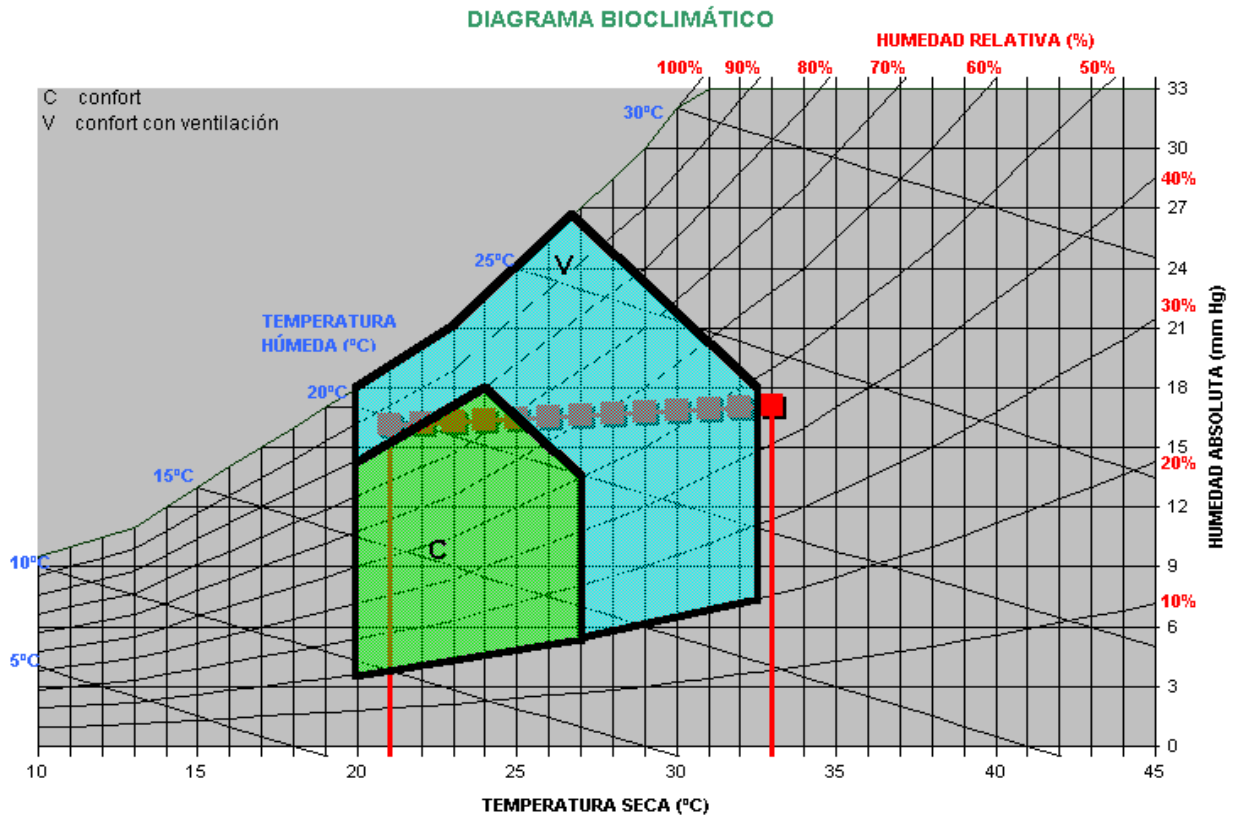 DIAGRAMA BIOCLIMÁTICO
HUMEDAD RELATIVA (%)
100% 90% 80% 70% 60% 50%
C confort
V confort con ventilación
33
30ºC
30
40%
27
V
25ºC
24
30%
TEMPERATURA
HÚMEDA (ºC)
21
20ºC
18
15ºC
15
20%
12
C
10ºC
9
10%
6
5ºC
3
0
HUMEDAD ABSOLUTA (mm Hg)
10 15 20 25 30 35 40 45
TEMPERATURA SECA (ºC)